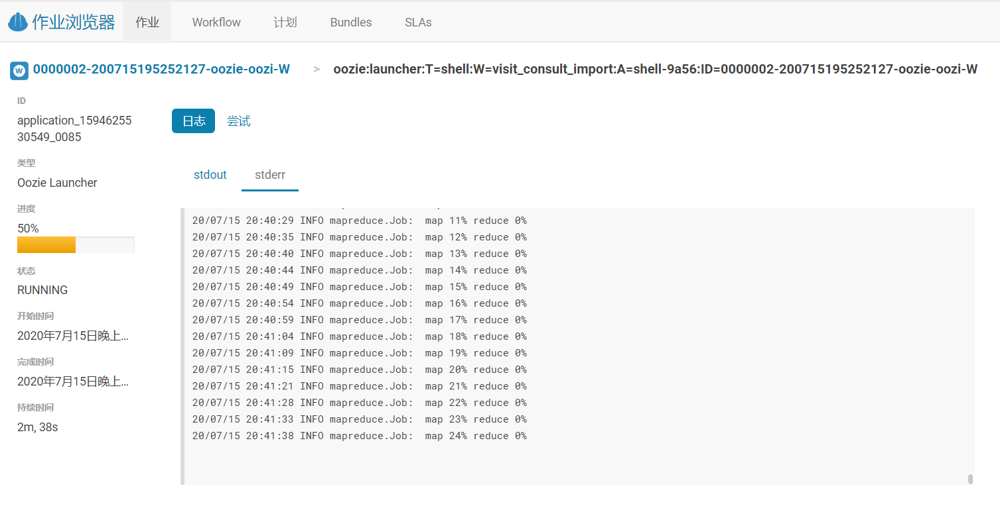 作业浏览器 作业 Workflow 计划 Bundles SLAs
0000002-200715195252127-oozie-oozi-W > oozie:launcher:T=shell:W=visit_consult_import:A=shell-9a56:ID=0000002-200715195252127-oozie-oozi-W
ID
application_15946255
30549_0085
类型
Oozie Launcher
进度
50%
状态
RUNNING
开始时间
2020年7月15日晚上...
完成时间
2020年7月15日晚上...
持续时间
2m, 38s
日志 尝试
stdout stderr
20/07/15 20:40:29 INFO mapreduce.Job:  map 11% reduce 0%
20/07/15 20:40:35 INFO mapreduce.Job:  map 12% reduce 0%
20/07/15 20:40:40 INFO mapreduce.Job:  map 13% reduce 0%
20/07/15 20:40:44 INFO mapreduce.Job:  map 14% reduce 0%
20/07/15 20:40:49 INFO mapreduce.Job:  map 15% reduce 0%
20/07/15 20:40:54 INFO mapreduce.Job:  map 16% reduce 0%
20/07/15 20:40:59 INFO mapreduce.Job:  map 17% reduce 0%
20/07/15 20:41:04 INFO mapreduce.Job:  map 18% reduce 0%
20/07/15 20:41:09 INFO mapreduce.Job:  map 19% reduce 0%
20/07/15 20:41:15 INFO mapreduce.Job:  map 20% reduce 0%
20/07/15 20:41:21 INFO mapreduce.Job:  map 21% reduce 0%
20/07/15 20:41:28 INFO mapreduce.Job:  map 22% reduce 0%
20/07/15 20:41:33 INFO mapreduce.Job:  map 23% reduce 0%
20/07/15 20:41:38 INFO mapreduce.Job:  map 24% reduce 0%